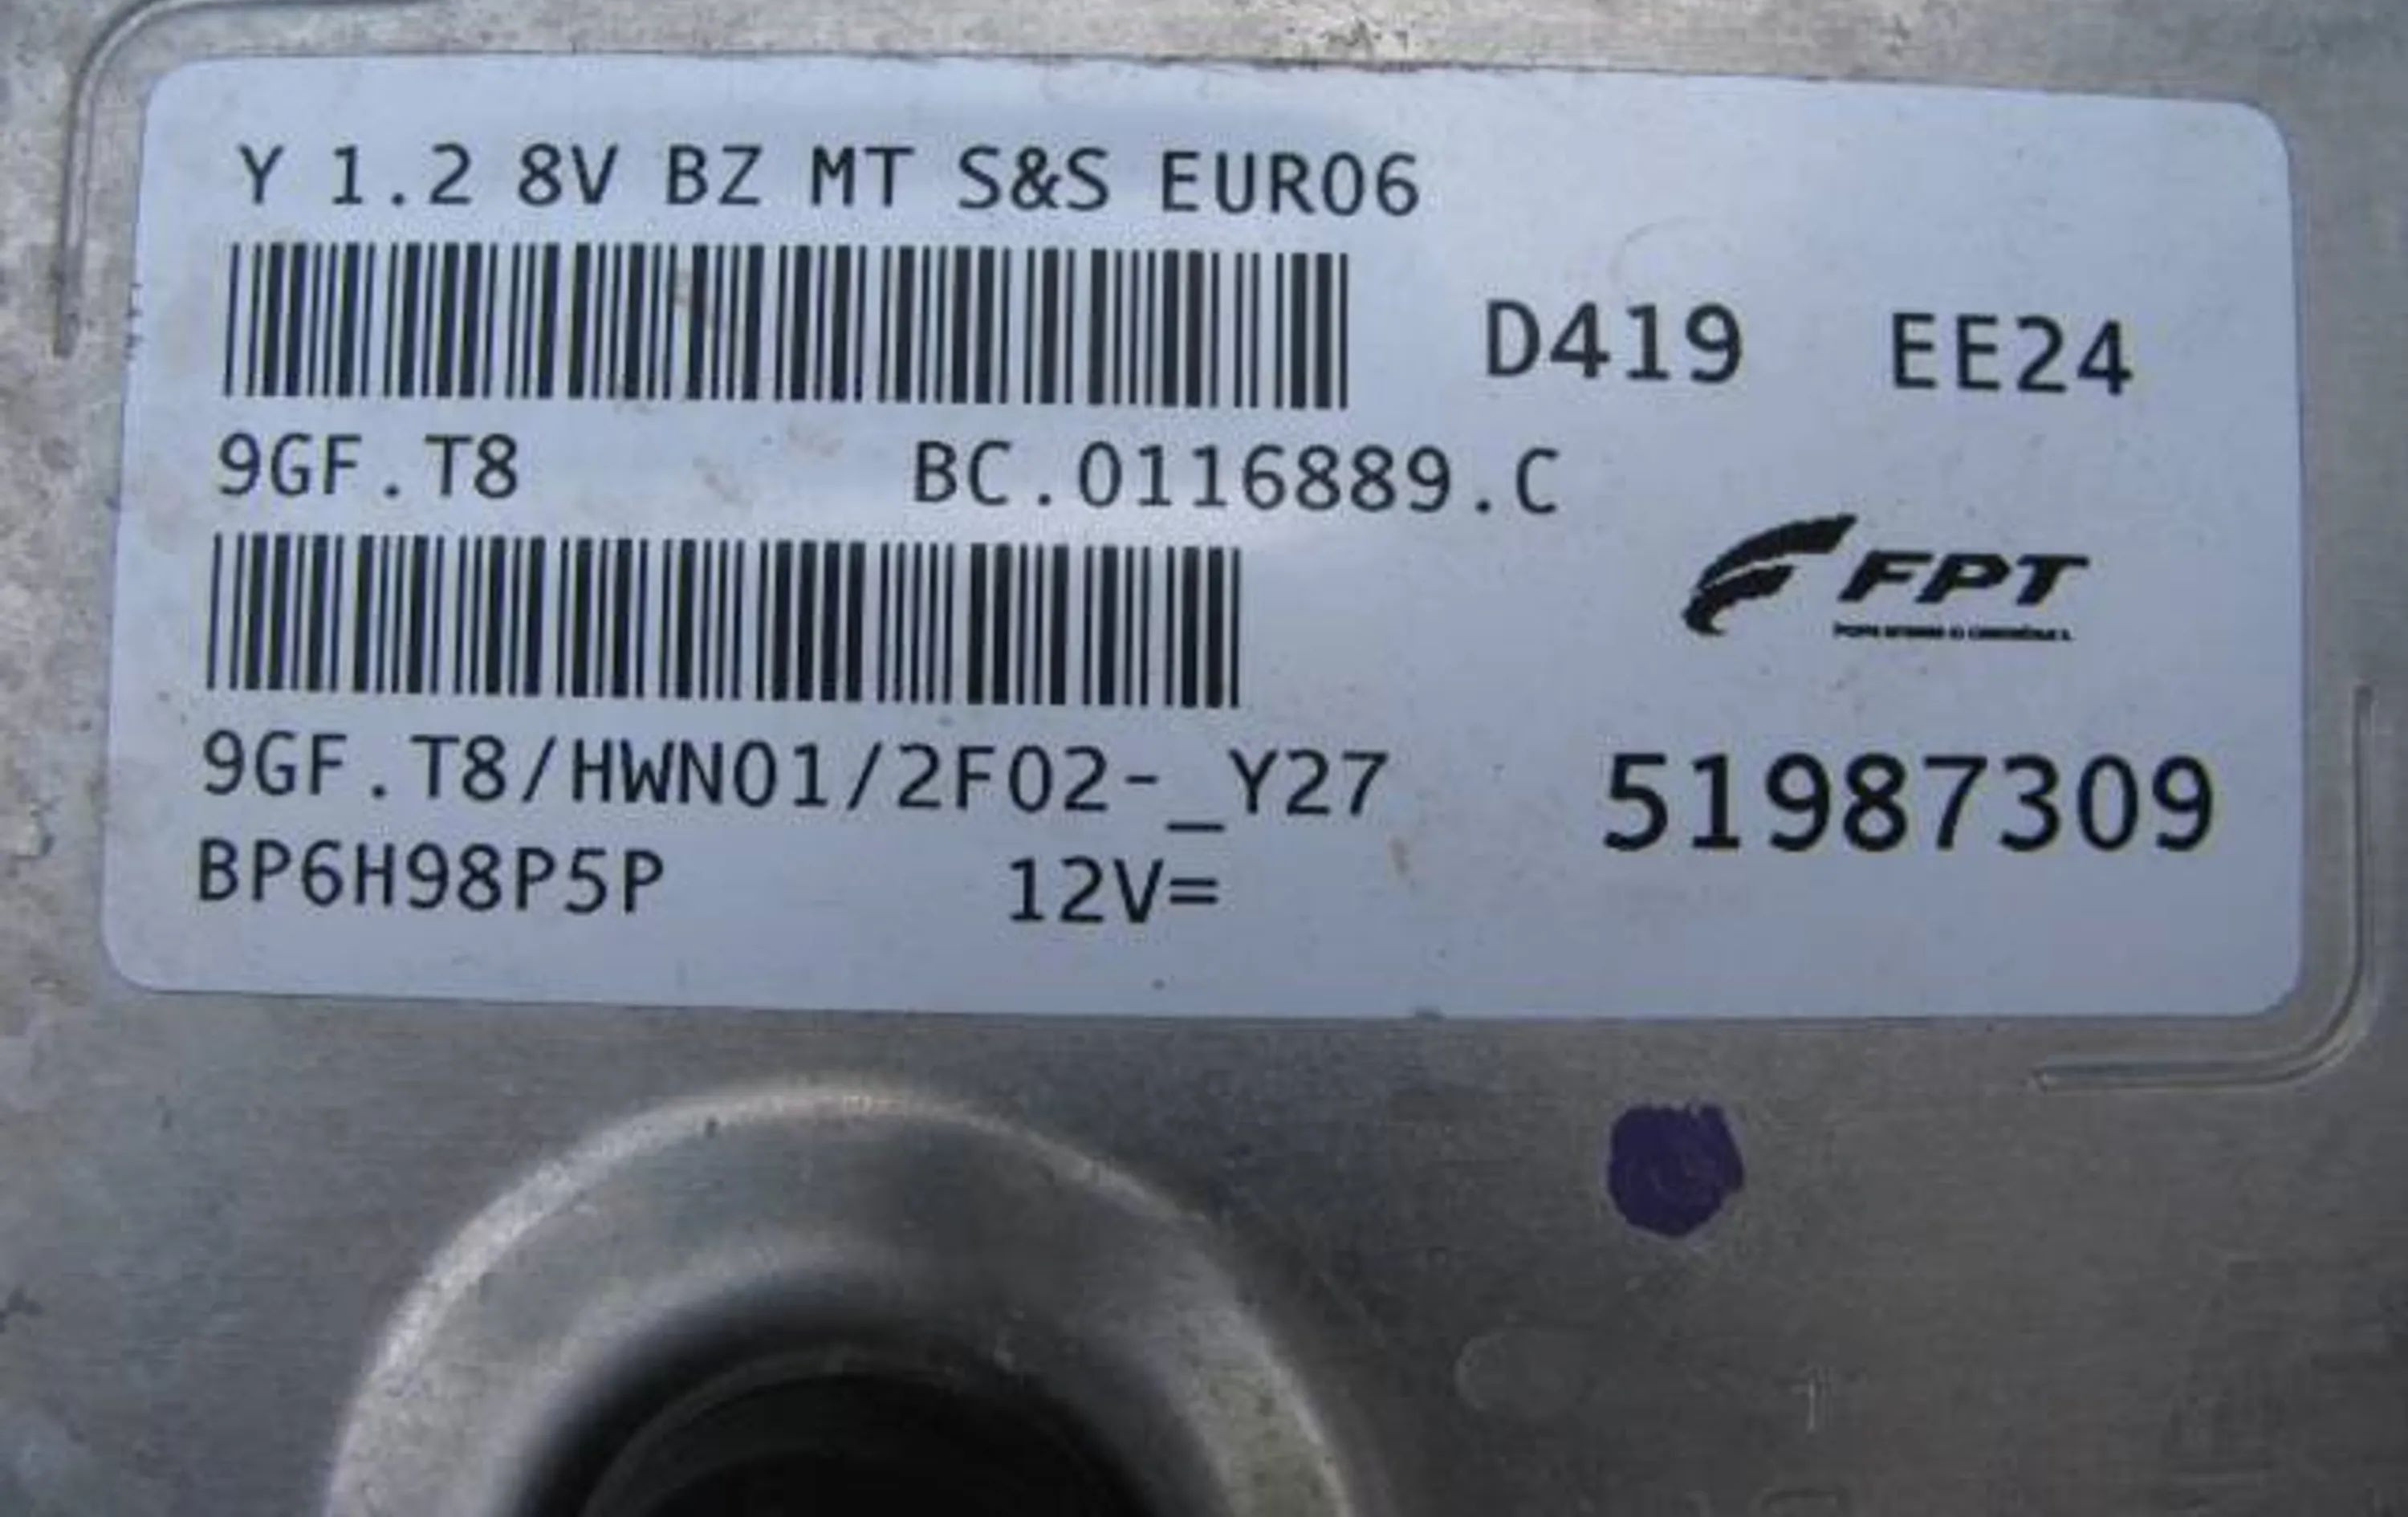 Y 1.2 8V BZ MT S&S EURO6
D419 EE24
9GF.T8 BC.0116889.C
FPT
9GF.T8/HWN01/2F02-_Y27
51987309
BP6H98P5P 12V=